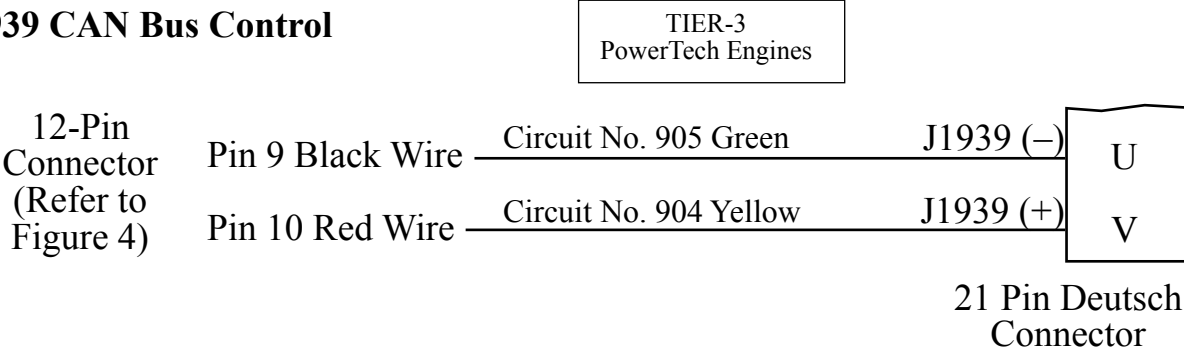 39 CAN Bus Control
TIER-3
PowerTech Engines
12-Pin
Connector
(Refer to
Figure 4)
Pin 9 Black Wire
Circuit No. 905 Green
J1939 (–)
U
Pin 10 Red Wire
Circuit No. 904 Yellow
J1939 (+)
V
21 Pin Deutsch
Connector